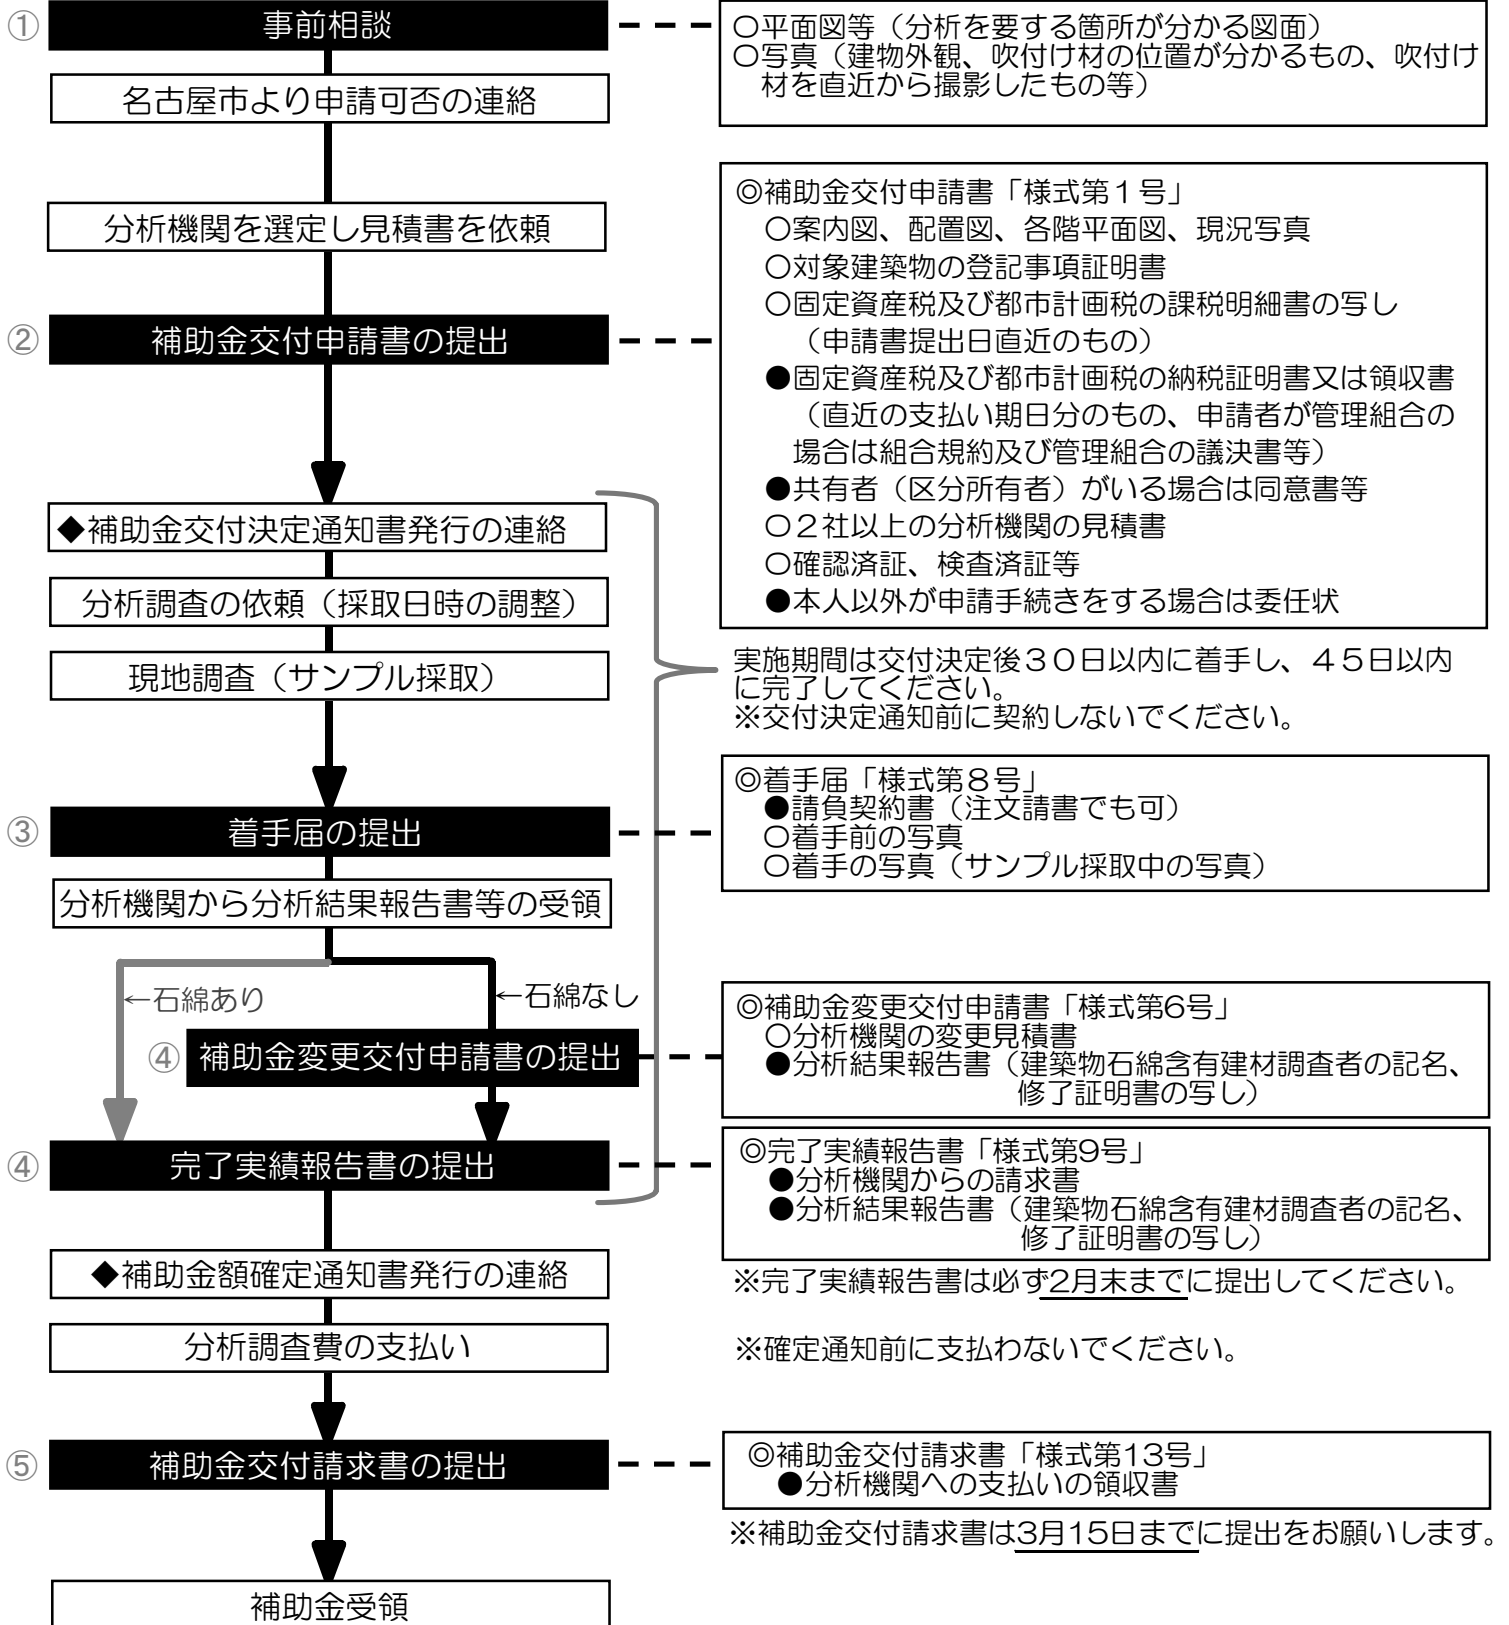 ① 事前相談
〇平面図等（分析を要する箇所が分かる図面）
〇写真（建物外観、吹付け材の位置が分かるもの、吹付け
材を直近から撮影したもの等）
名古屋市より申請可否の連絡
分析機関を選定し見積書を依頼
② 補助金交付申請書の提出
◎補助金交付申請書「様式第１号」
〇案内図、配置図、各階平面図、現況写真
〇対象建築物の登記事項証明書
〇固定資産税及び都市計画税の課税明細書の写し
（申請書提出日直近のもの）
●固定資産税及び都市計画税の納税証明書又は領収書
（直近の支払い期日分のもの、申請者が管理組合の
場合は組合規約及び管理組合の議決書等）
●共有者（区分所有者）がいる場合は同意書等
〇２社以上の分析機関の見積書
〇確認済証、検査済証等
●本人以外が申請手続きをする場合は委任状
◆補助金交付決定通知書発行の連絡
分析調査の依頼（採取日時の調整）
現地調査（サンプル採取）
実施期間は交付決定後３０日以内に着手し、４５日以内
に完了してください。
※交付決定通知前に契約しないでください。
③ 着手届の提出
◎着手届「様式第８号」
●請負契約書（注文請書でも可）
〇着手前の写真
〇着手の写真（サンプル採取中の写真）
分析機関から分析結果報告書等の受領
←石綿あり
←石綿なし
④ 補助金変更交付申請書の提出
◎補助金変更交付申請書「様式第6号」
〇分析機関の変更見積書
●分析結果報告書（建築物石綿含有建材調査者の記名、
修了証明書の写し）
④ 完了実績報告書の提出
◎完了実績報告書「様式第9号」
●分析機関からの請求書
●分析結果報告書（建築物石綿含有建材調査者の記名、
修了証明書の写し）
※完了実績報告書は必ず2月末までに提出してください。
◆補助金額確定通知書発行の連絡
分析調査費の支払い
※確定通知前に支払わないでください。
⑤ 補助金交付請求書の提出
◎補助金交付請求書「様式第13号」
●分析機関への支払いの領収書
※補助金交付請求書は3月15日までに提出をお願いします。
補助金受領